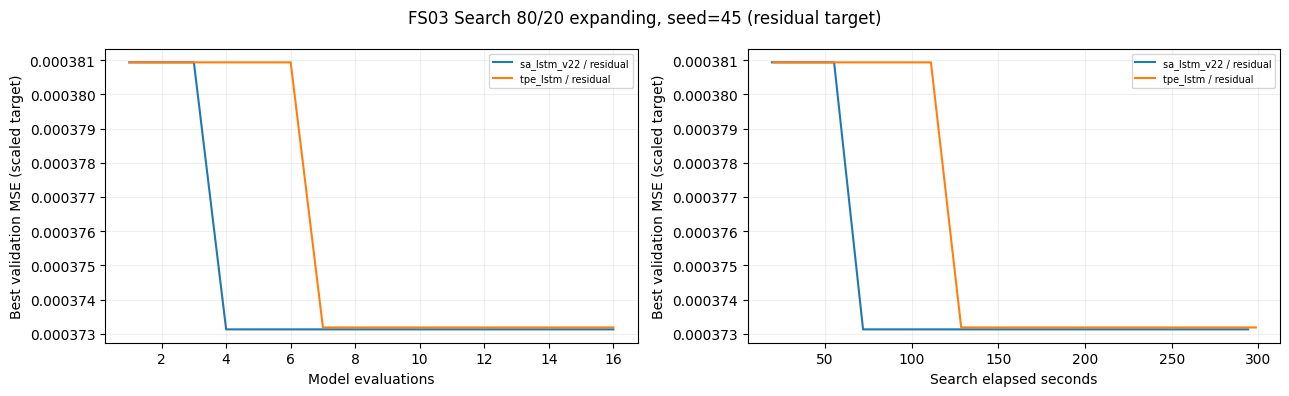 FS03 Search 80/20 expanding, seed=45 (residual target)
Best validation MSE (scaled target)
0.000381
0.000380
0.000379
0.000378
0.000377
0.000376
0.000375
0.000374
0.000373
sa_lstm_v22 / residual
tpe_lstm / residual
2 4 6 8 10 12 14 16
Model evaluations
Best validation MSE (scaled target)
0.000381
0.000380
0.000379
0.000378
0.000377
0.000376
0.000375
0.000374
0.000373
sa_lstm_v22 / residual
tpe_lstm / residual
50 100 150 200 250 300
Search elapsed seconds